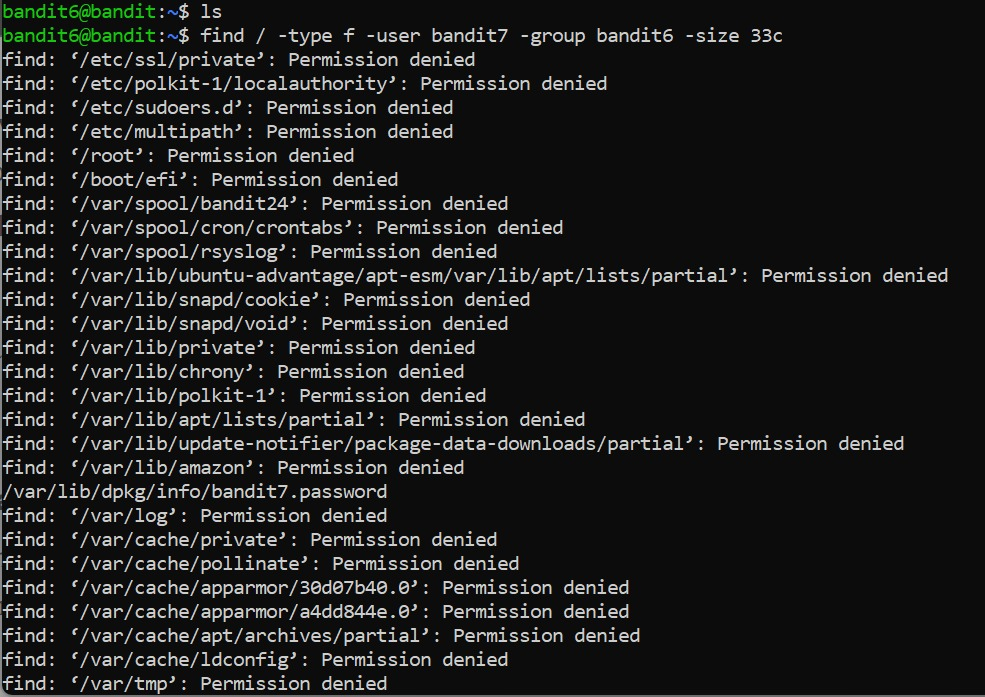 bandit6@bandit:~$ ls
bandit6@bandit:~$ find / -type f -user bandit7 -group bandit6 -size 33c
find: ‘/etc/ssl/private’: Permission denied
find: ‘/etc/polkit-1/localauthority’: Permission denied
find: ‘/etc/sudoers.d’: Permission denied
find: ‘/etc/multipath’: Permission denied
find: ‘/root’: Permission denied
find: ‘/boot/efi’: Permission denied
find: ‘/var/spool/bandit24’: Permission denied
find: ‘/var/spool/cron/crontabs’: Permission denied
find: ‘/var/spool/rsyslog’: Permission denied
find: ‘/var/lib/ubuntu-advantage/apt-esm/var/lib/apt/lists/partial’: Permission denied
find: ‘/var/lib/snapd/cookie’: Permission denied
find: ‘/var/lib/snapd/void’: Permission denied
find: ‘/var/lib/private’: Permission denied
find: ‘/var/lib/chrony’: Permission denied
find: ‘/var/lib/polkit-1’: Permission denied
find: ‘/var/lib/apt/lists/partial’: Permission denied
find: ‘/var/lib/update-notifier/package-data-downloads/partial’: Permission denied
find: ‘/var/lib/amazon’: Permission denied
/var/lib/dpkg/info/bandit7.password
find: ‘/var/log’: Permission denied
find: ‘/var/cache/private’: Permission denied
find: ‘/var/cache/pollinate’: Permission denied
find: ‘/var/cache/apparmor/30d07b40.0’: Permission denied
find: ‘/var/cache/apparmor/a4dd844e.0’: Permission denied
find: ‘/var/cache/apt/archives/partial’: Permission denied
find: ‘/var/cache/ldconfig’: Permission denied
find: ‘/var/tmp’: Permission denied